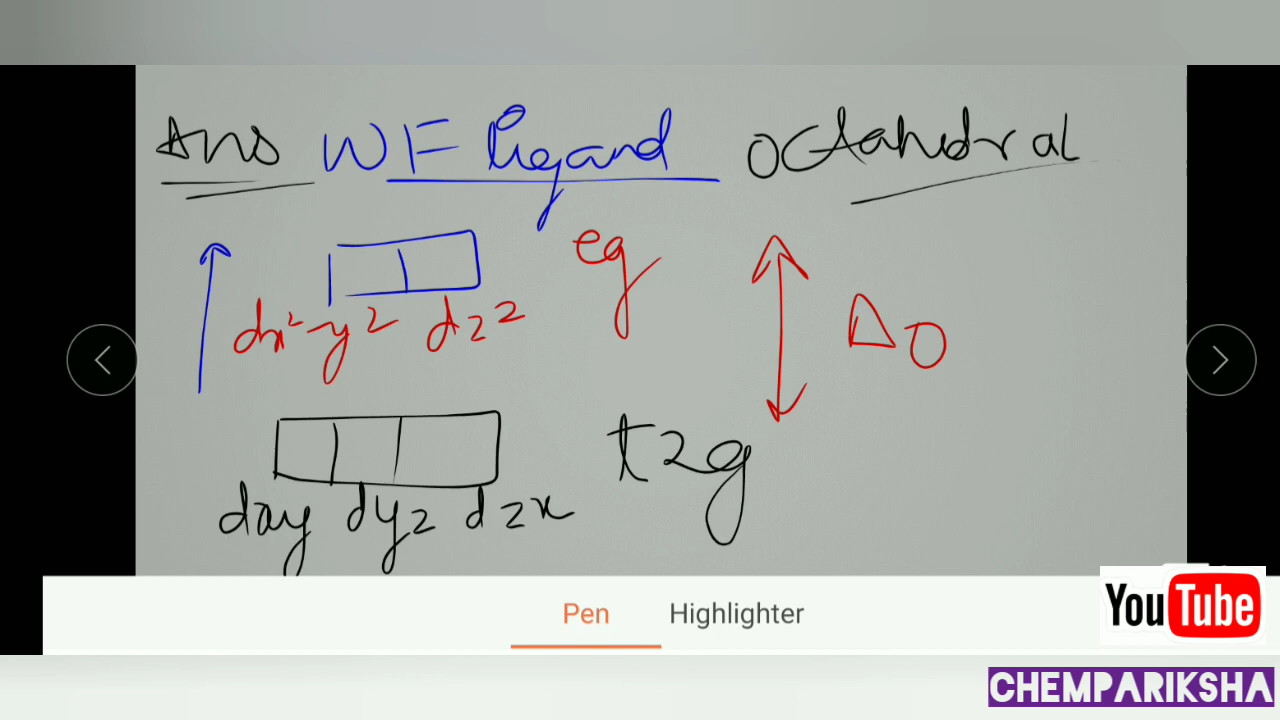 Ans WF ligand octahedral
eg
dx²-y² dz²
Δo
t2g
dxy dyz dzx
Pen Highlighter
YouTube
CHEMPARIKSHA